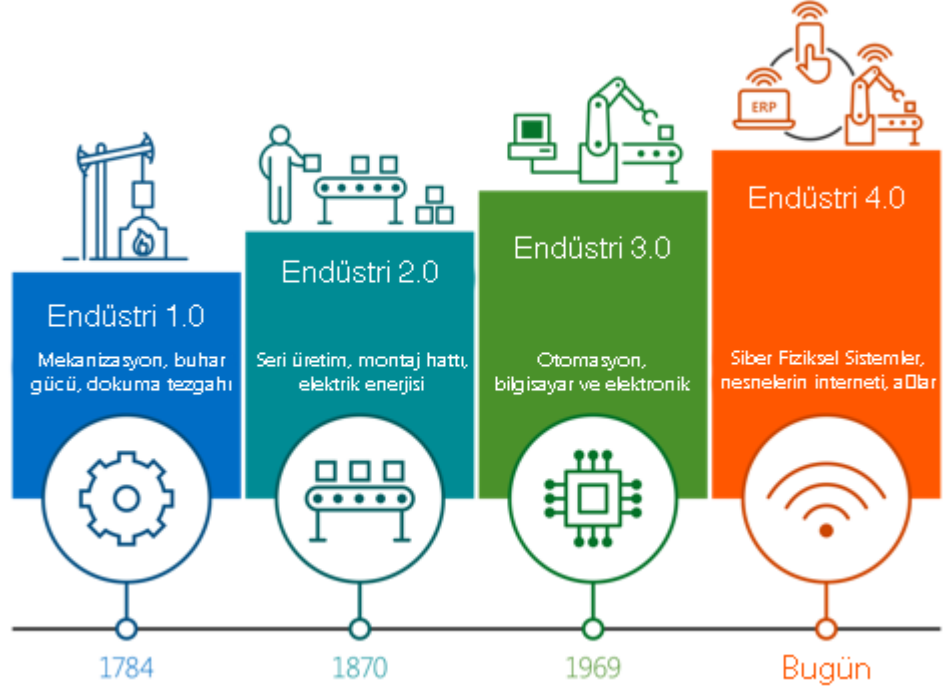 ERP
Endüstri 1.0
Mekanizasyon, buhar
gücü, dokuma tezgahı
Endüstri 2.0
Seri üretim, montaj hattı,
elektrik enerjisi
Endüstri 3.0
Otomasyon,
bilgisayar ve elektronik
Endüstri 4.0
Siber Fiziksel Sistemler,
nesnelerin interneti, a▯lar
1784
1870
1969
Bugün